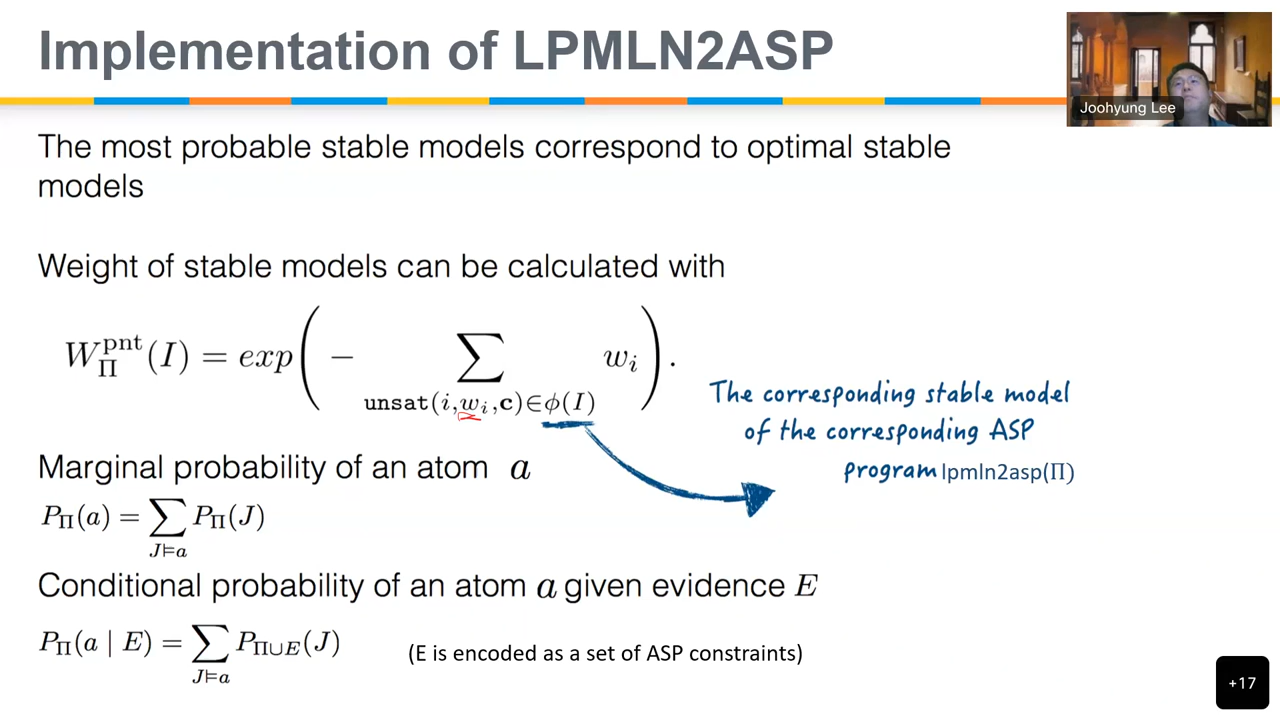 Implementation of LPMLN2ASP
Joohyung Lee
The most probable stable models correspond to optimal stable
models
Weight of stable models can be calculated with
W_Π^pnt(I) = exp( − ∑_{unsat(i,w_i,c)∈ϕ(I)} w_i ).
The corresponding stable model
of the corresponding ASP
program lpmln2asp(Π)
Marginal probability of an atom a
P_Π(a) = ∑_{J⊨a} P_Π(J)
Conditional probability of an atom a given evidence E
P_Π(a | E) = ∑_{J⊨a} P_{Π∪E}(J)
(E is encoded as a set of ASP constraints)
+17